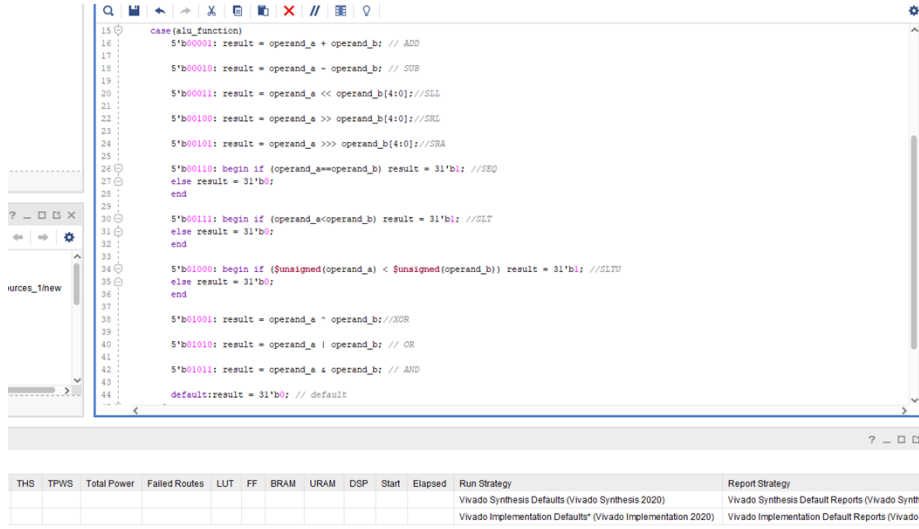 15 case(alu_function)
16 5'b00001: result = operand_a + operand_b; // ADD
17
18 5'b00010: result = operand_a - operand_b; // SUB
19
20 5'b00011: result = operand_a << operand_b[4:0];//SLL
21
22 5'b00100: result = operand_a >> operand_b[4:0];//SRL
23
24 5'b00101: result = operand_a >>> operand_b[4:0];//SRA
25
26 5'b00110: begin if (operand_a==operand_b) result = 31'b1; //SEQ
27 else result = 31'b0;
28 end
29
30 5'b00111: begin if (operand_a<operand_b) result = 31'b1; //SLT
31 else result = 31'b0;
32 end
33
34 5'b01000: begin if ($unsigned(operand_a) < $unsigned(operand_b)) result = 31'b1; //SLTU
35 else result = 31'b0;
36 end
37
38 5'b01001: result = operand_a ^ operand_b;//XOR
39
40 5'b01010: result = operand_a | operand_b; // OR
41
42 5'b01011: result = operand_a & operand_b; // AND
43
44 default:result = 31'b0; // default
urces_1/new
THS TPWS Total Power Failed Routes LUT FF BRAM URAM DSP Start Elapsed Run Strategy Report Strategy
Vivado Synthesis Defaults (Vivado Synthesis 2020) Vivado Synthesis Default Reports (Vivado Synth
Vivado Implementation Defaults* (Vivado Implementation 2020) Vivado Implementation Default Reports (Vivado